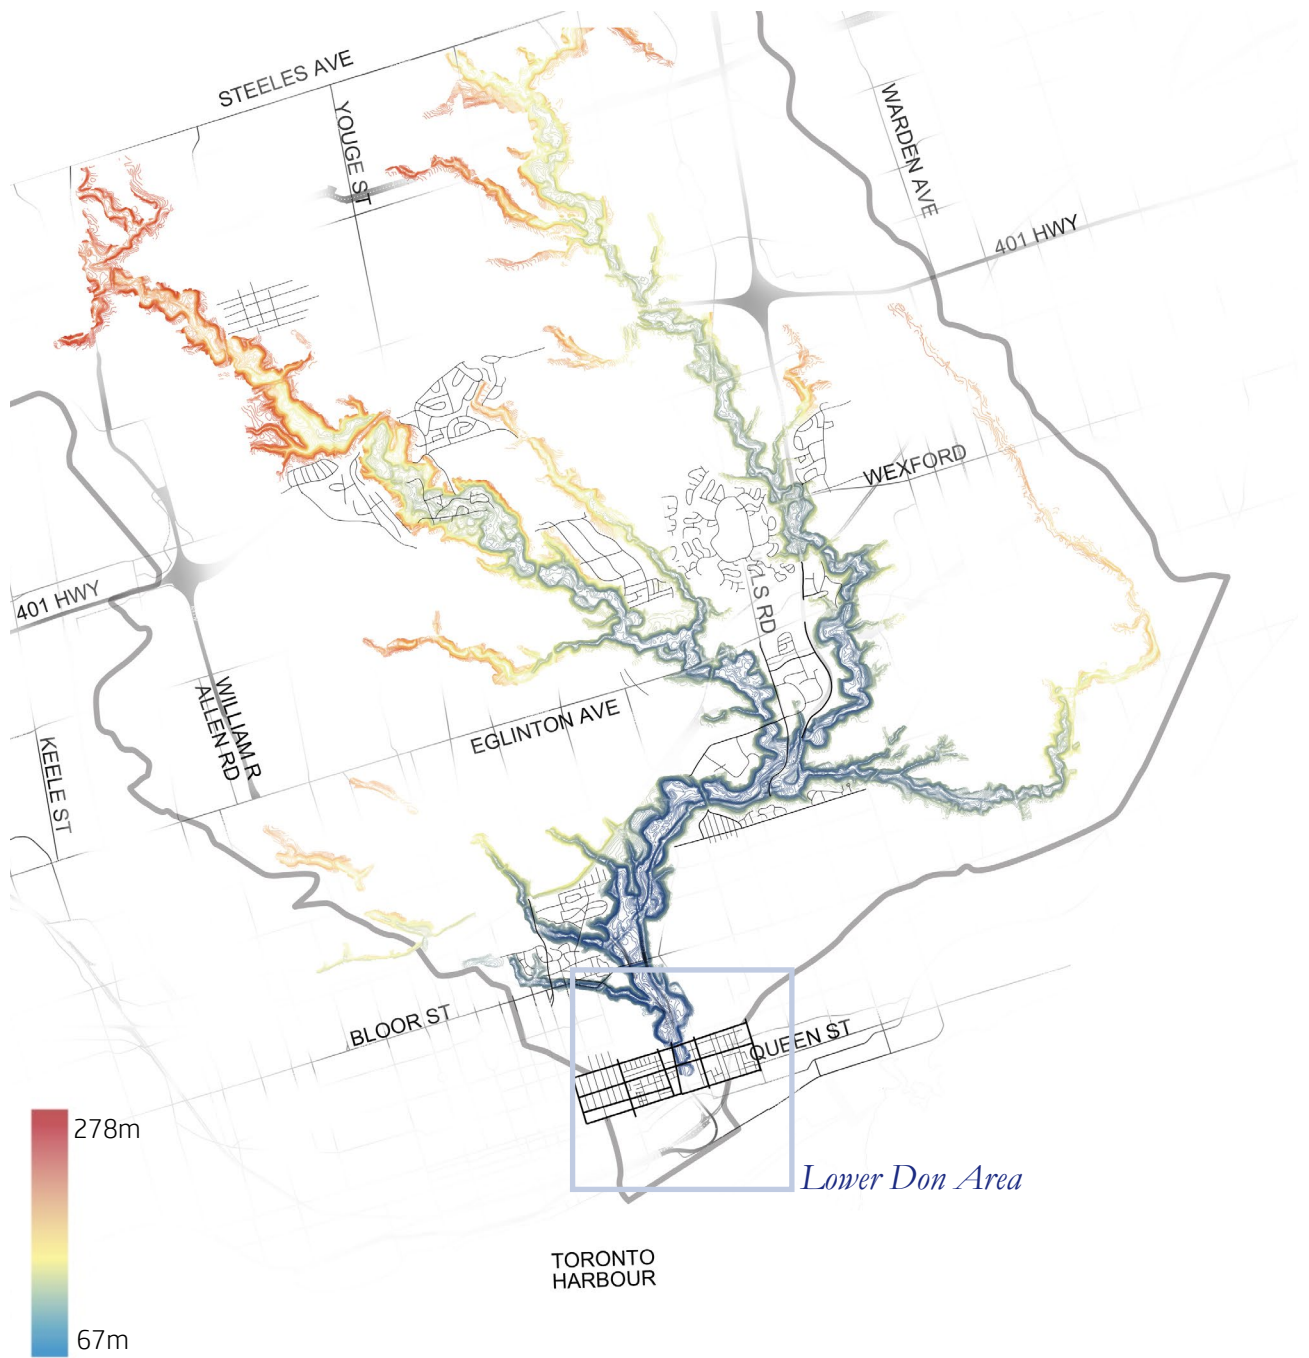 STEELES AVE
YOUGE ST
WARDEN AVE
401 HWY
WEXFORD
LS RD
401 HWY
WILLIAM R
ALLEN RD
EGLINTON AVE
KEELE ST
BLOOR ST
QUEEN ST
278m
67m
Lower Don Area
TORONTO
HARBOUR